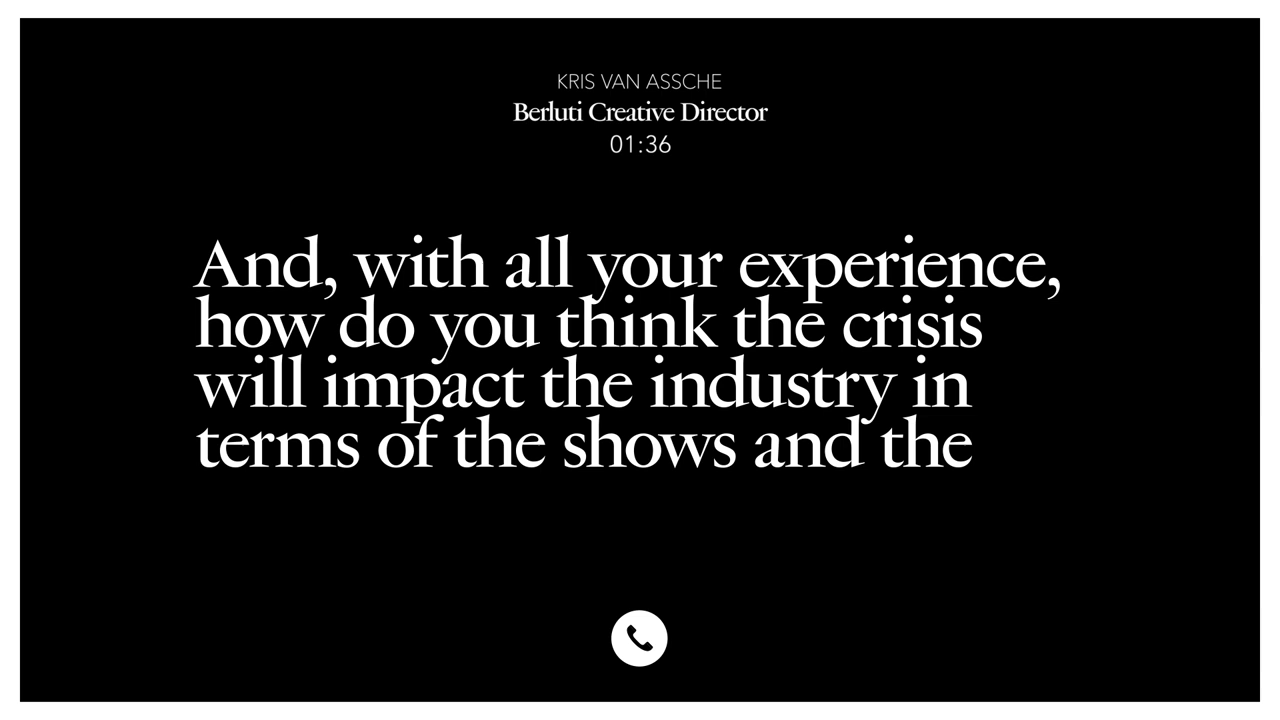 KRIS VAN ASSCHE
Berluti Creative Director
01:36
And, with all your experience,
how do you think the crisis
will impact the industry in
terms of the shows and the